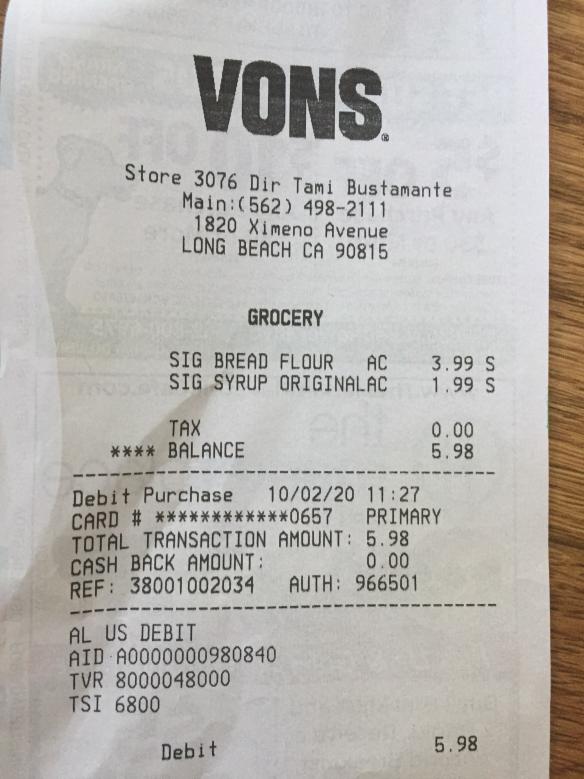 VONS®
Store 3076 Dir Tami Bustamante
Main:(562) 498-2111
1820 Ximeno Avenue
LONG BEACH CA 90815
GROCERY
SIG BREAD FLOUR AC 3.99 S
SIG SYRUP ORIGINALAC 1.99 S
TAX 0.00
**** BALANCE 5.98
Debit Purchase 10/02/20 11:27
CARD # ************0657 PRIMARY
TOTAL TRANSACTION AMOUNT: 5.98
CASH BACK AMOUNT: 0.00
REF: 38001002034 AUTH: 966501
AL US DEBIT
AID A0000000980840
TVR 8000048000
TSI 6800
Debit 5.98